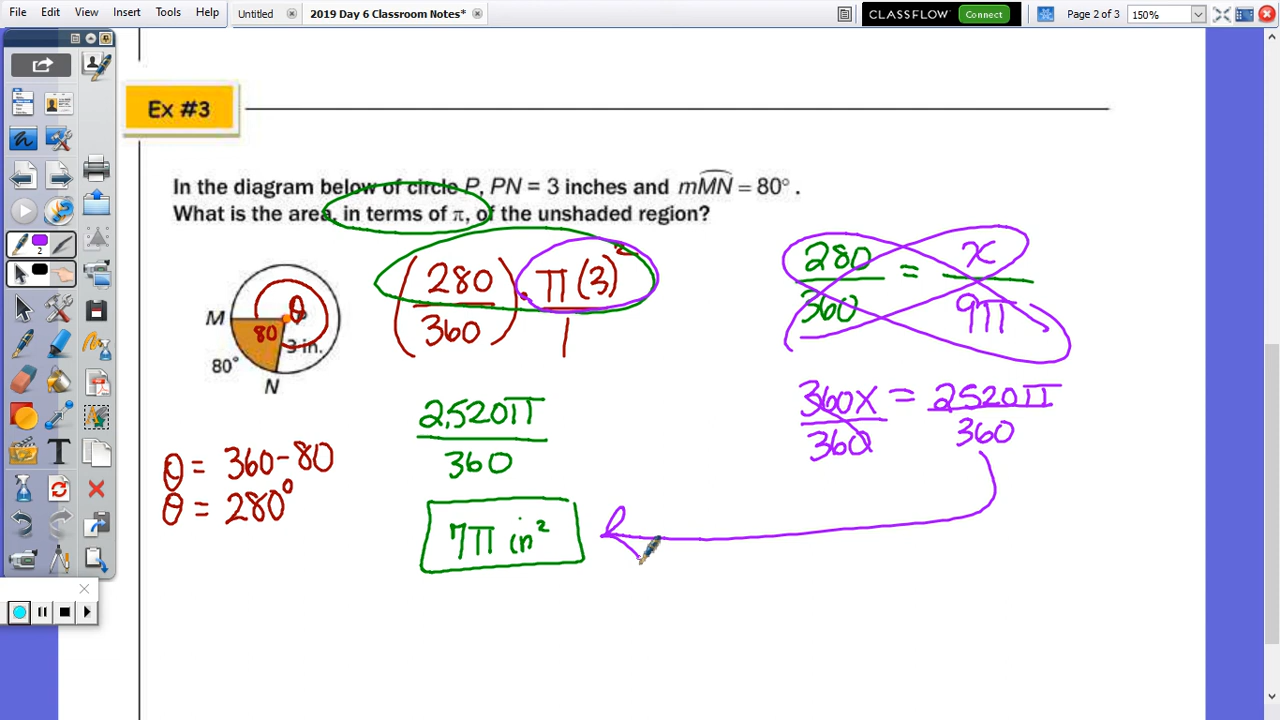 File Edit View Insert Tools Help
Untitled
2019 Day 6 Classroom Notes*
CLASSFLOW
Connect
Page 2 of 3
150%
2
Ex #3
In the diagram below of circle P, PN = 3 inches and mMN = 80° .
What is the area, in terms of π, of the unshaded region?
(280/360) · π(3)²/1
280/360 = x/9π
M
θ
80
3 in.
80°
N
360x/360 = 2520π/360
2,520π/360
θ = 360-80
θ = 280°
7π in²